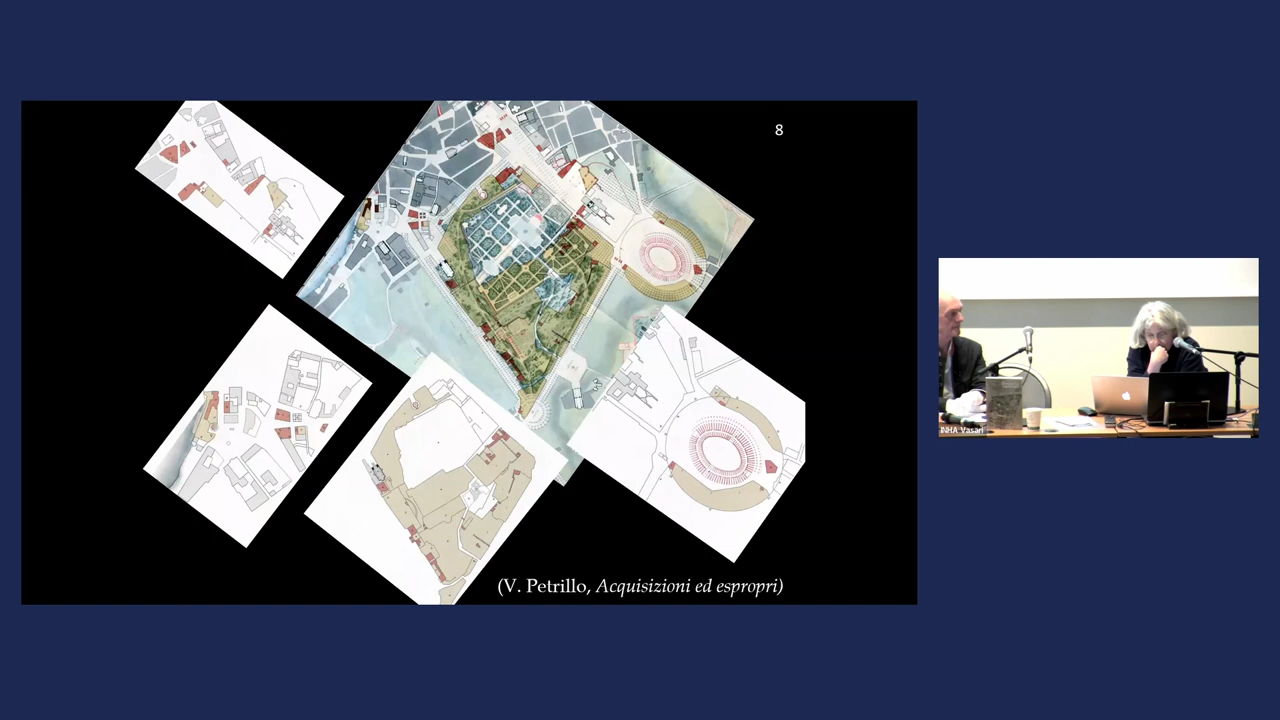 8
(V. Petrillo, Acquisizioni ed espropri)
INHA Vasari